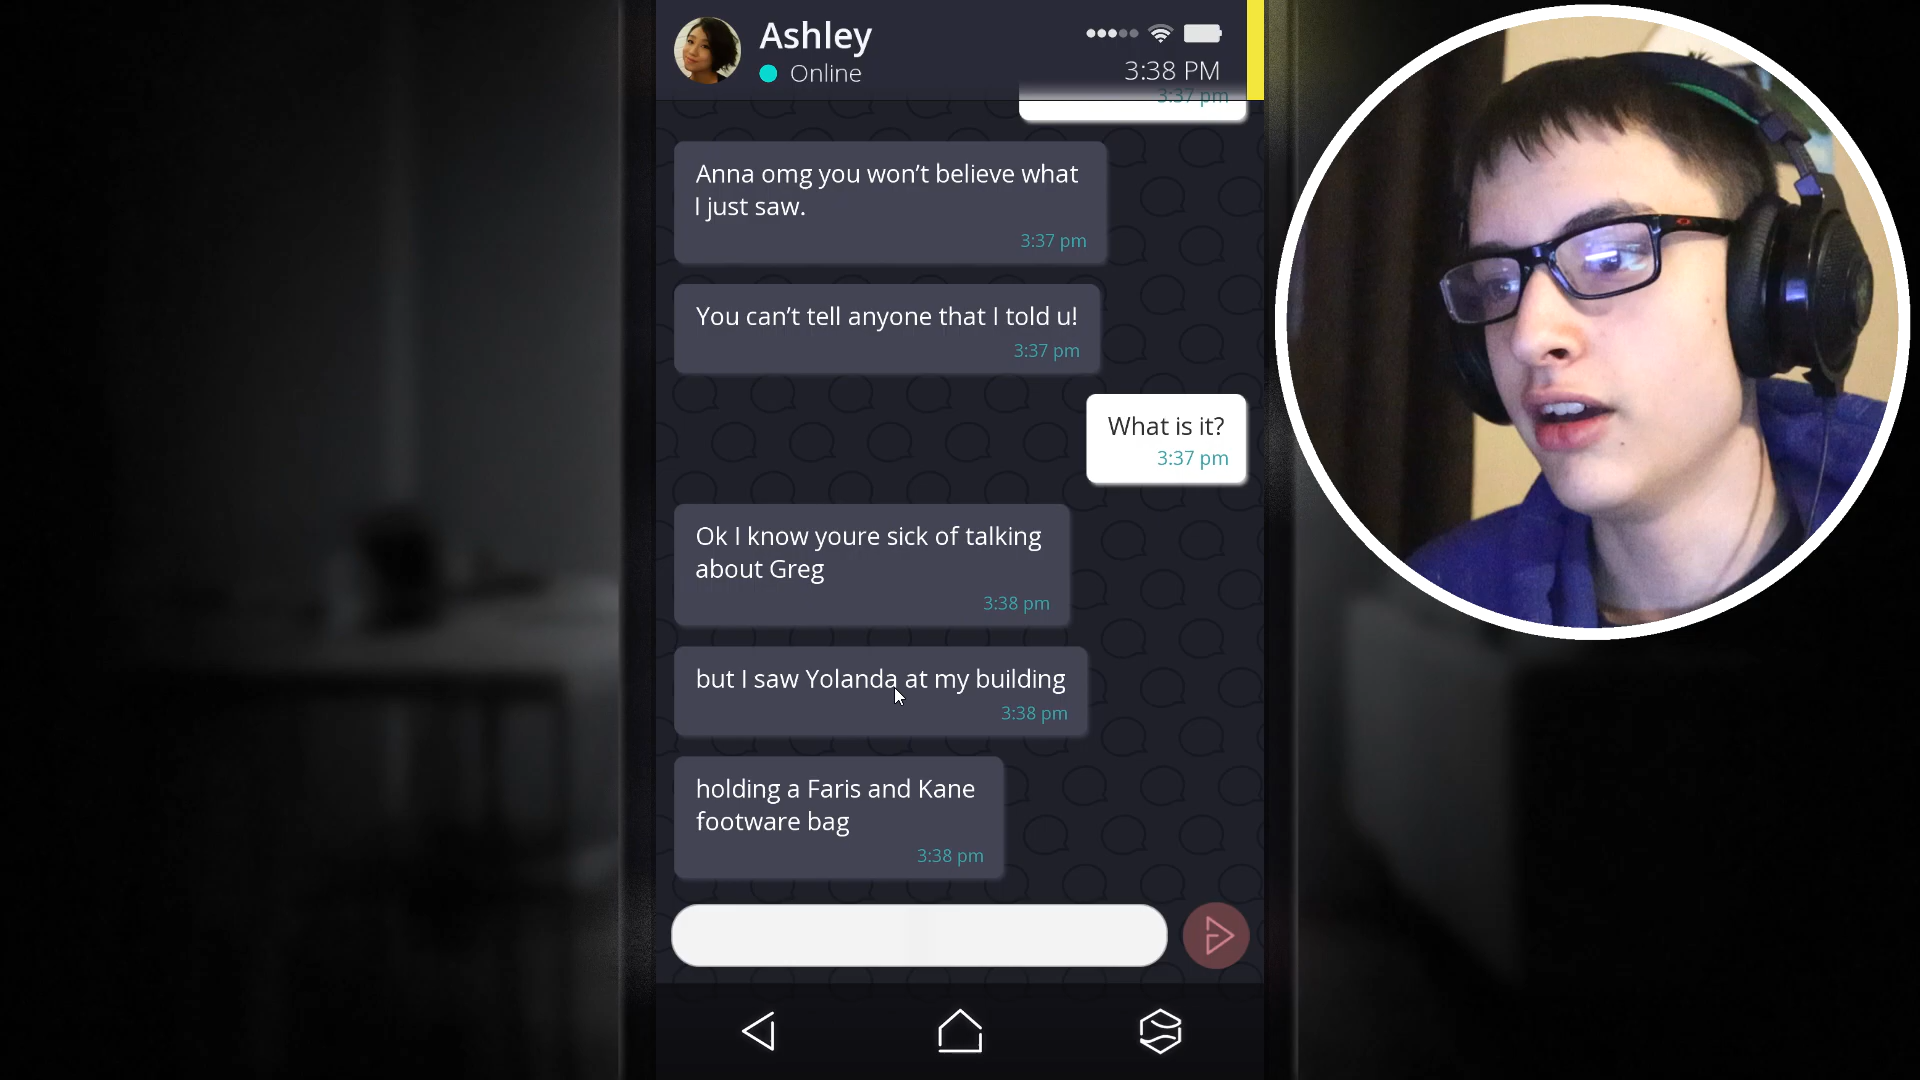 Ashley
Online
3:38 PM
3:37 pm
Anna omg you won't believe what
I just saw.
3:37 pm
You can't tell anyone that I told u!
3:37 pm
What is it?
3:37 pm
Ok I know youre sick of talking
about Greg
3:38 pm
but I saw Yolanda at my building
3:38 pm
holding a Faris and Kane
footware bag
3:38 pm